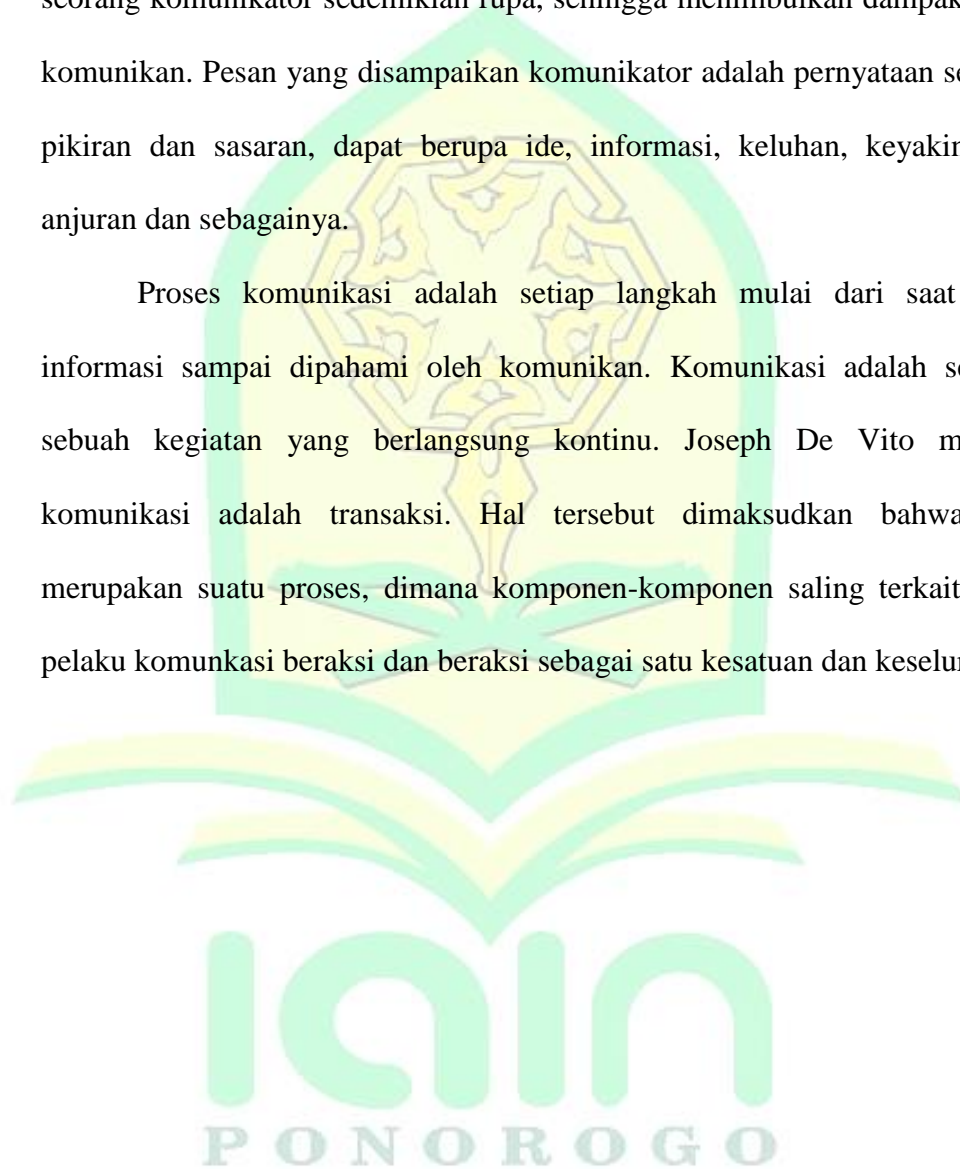 seorang komunikator sedemikian rupa, sehingga menimbulkan dampak
komunikan. Pesan yang disampaikan komunikator adalah pernyataan
pikiran dan sasaran, dapat berupa ide, informasi, keluhan,
anjuran dan sebagainya.
Proses komunikasi adalah setiap langkah mulai dari saat
informasi sampai dipahami oleh komunikan. Komunikasi adalah
sebuah kegiatan yang berlangsung kontinu. Joseph De Vito
komunikasi adalah transaksi. Hal tersebut dimaksudkan bahwa
merupakan suatu proses, dimana komponen-komponen saling terkait
pelaku komunkasi beraksi dan beraksi sebagai satu kesatuan dan
iain
PONOROGO